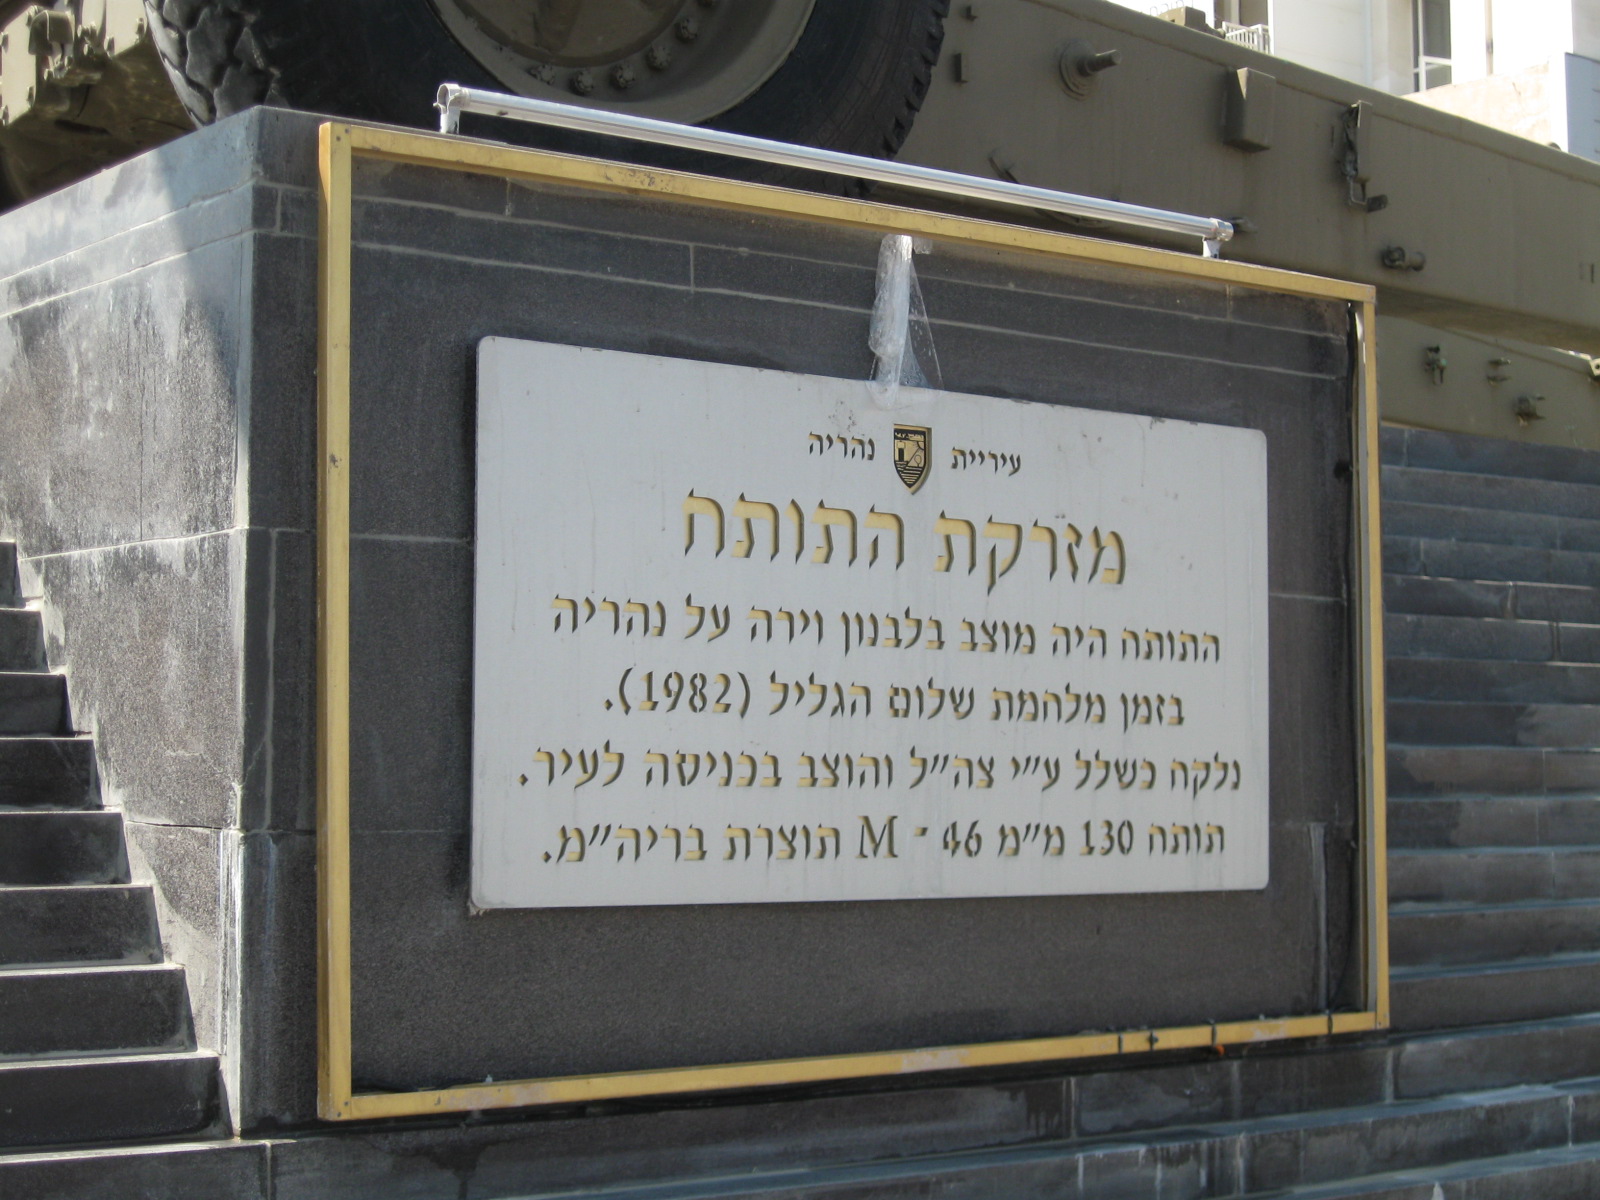 עיריית נהריה
מזרקת התותח
התותח היה מוצב בלבנון וירה על נהריה
בזמן מלחמת שלום הגליל (1982).
נלקח כשלל ע״י צה״ל והוצב בכניסה לעיר.
תותח 130 מ״מ 46 - M תוצרת בריה״מ.